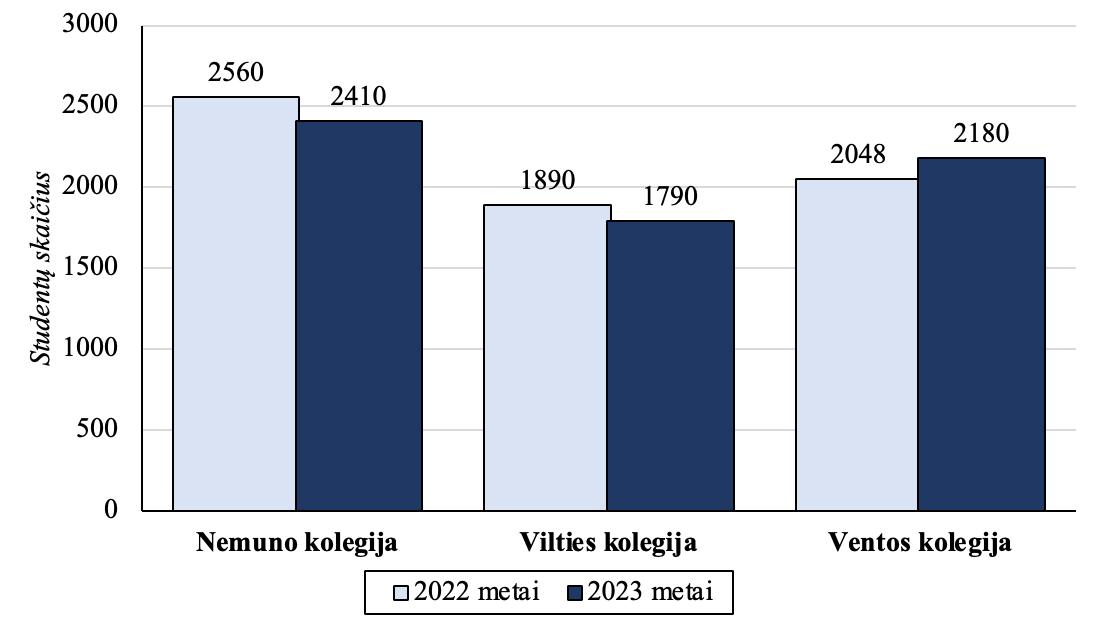 3000
2500
2000
1500
1000
500
0
Studentų skaičius
2560
2410
1890
1790
2048
2180
Nemuno kolegija
Vilties kolegija
Ventos kolegija
2022 metai
2023 metai